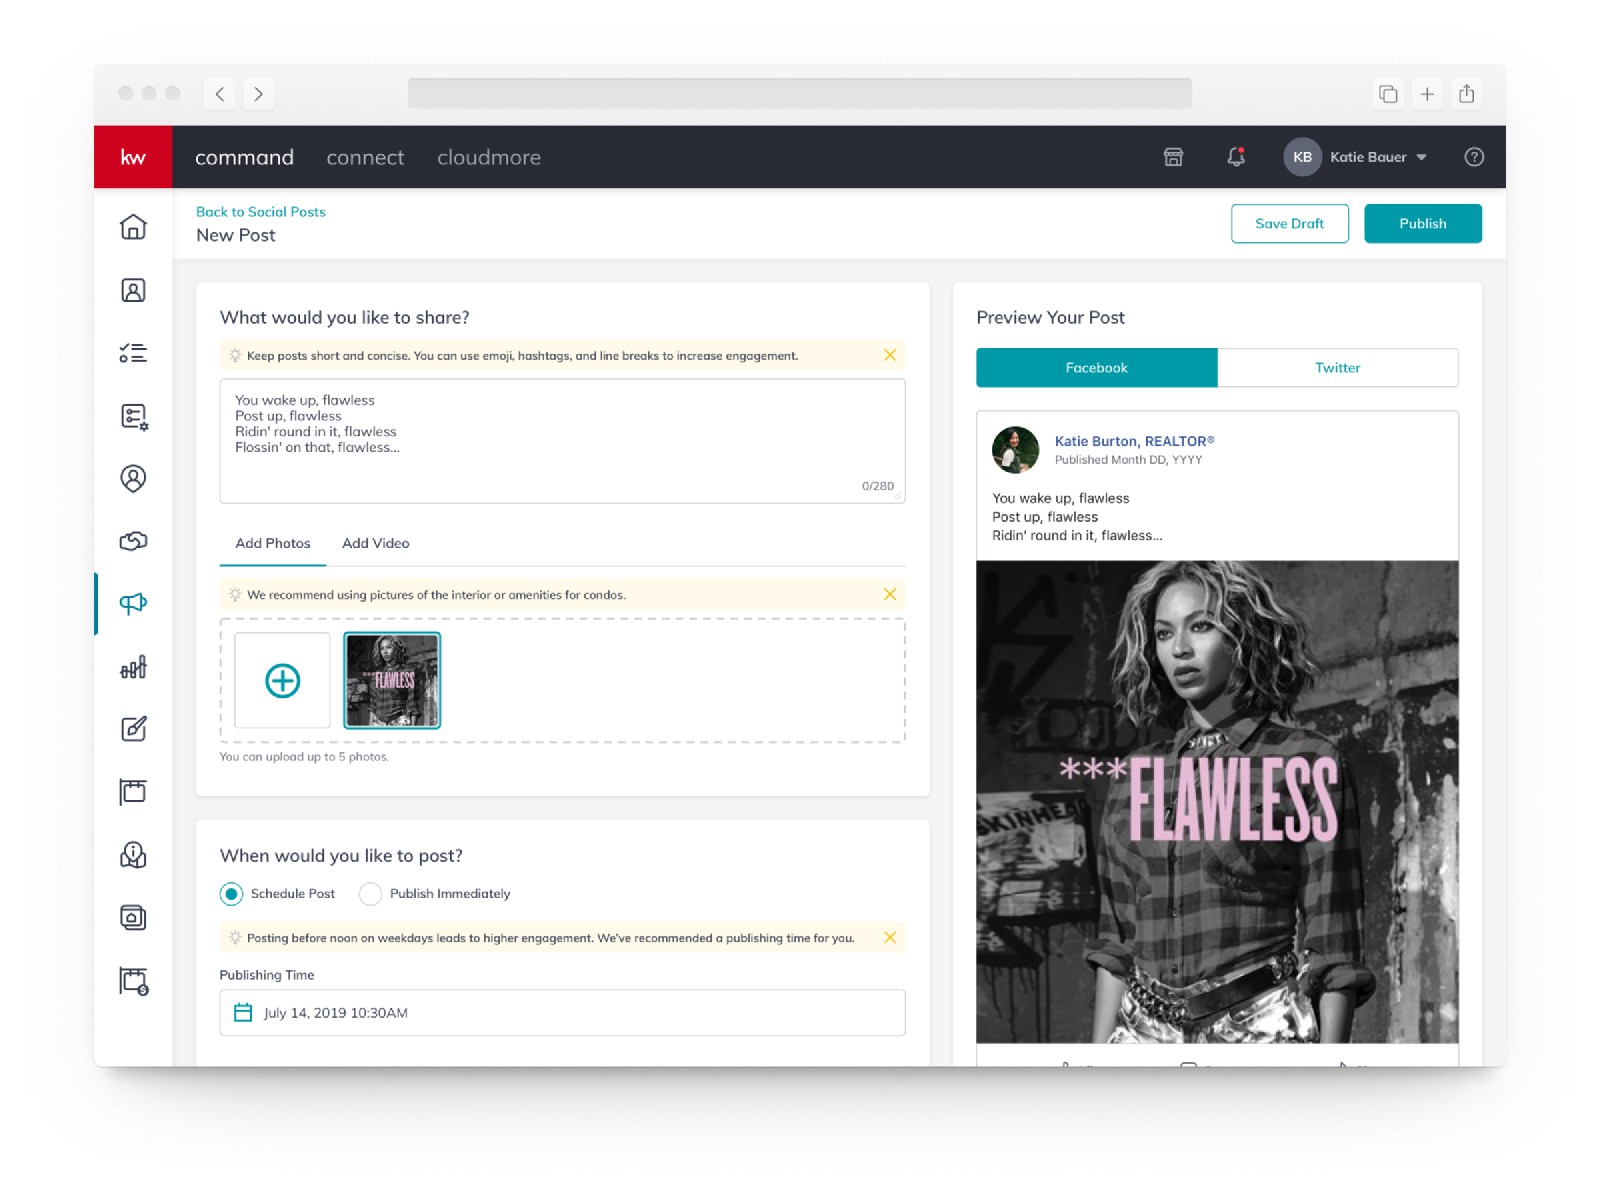 kw
command connect cloudmore
KB Katie Bauer
Back to Social Posts
New Post
Save Draft Publish
What would you like to share?
Keep posts short and concise. You can use emoji, hashtags, and line breaks to increase engagement.
You wake up, flawless
Post up, flawless
Ridin' round in it, flawless
Flossin' on that, flawless...
0/280
Add Photos Add Video
We recommend using pictures of the interior or amenities for condos.
***FLAWLESS
You can upload up to 5 photos.
When would you like to post?
Schedule Post Publish Immediately
Posting before noon on weekdays leads to higher engagement. We've recommended a publishing time for you.
Publishing Time
July 14, 2019 10:30AM
Preview Your Post
Facebook Twitter
Katie Burton, REALTOR®
Published Month DD, YYYY
You wake up, flawless
Post up, flawless
Ridin' round in it, flawless...
***FLAWLESS
SKINHEA